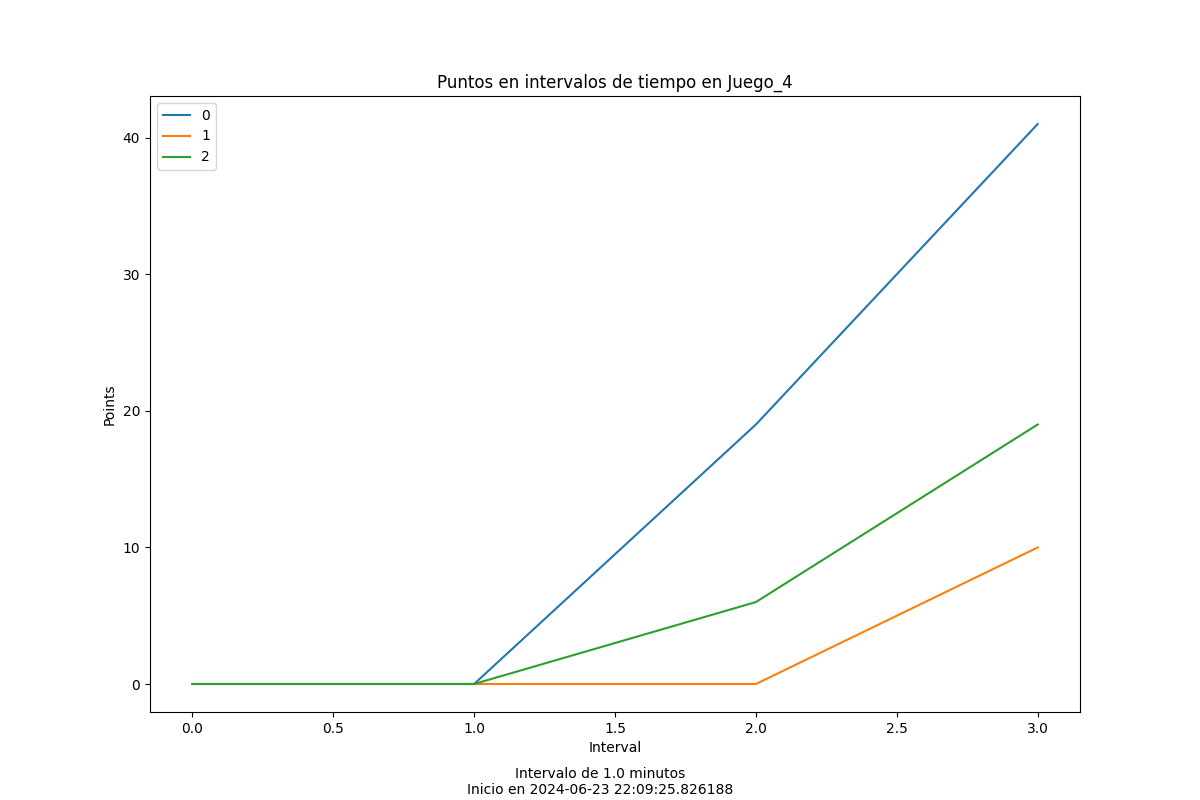 Puntos en intervalos de tiempo en Juego_4
0
1
2
40
30
20
10
0
Points
0.0 0.5 1.0 1.5 2.0 2.5 3.0
Interval
Intervalo de 1.0 minutos
Inicio en 2024-06-23 22:09:25.826188